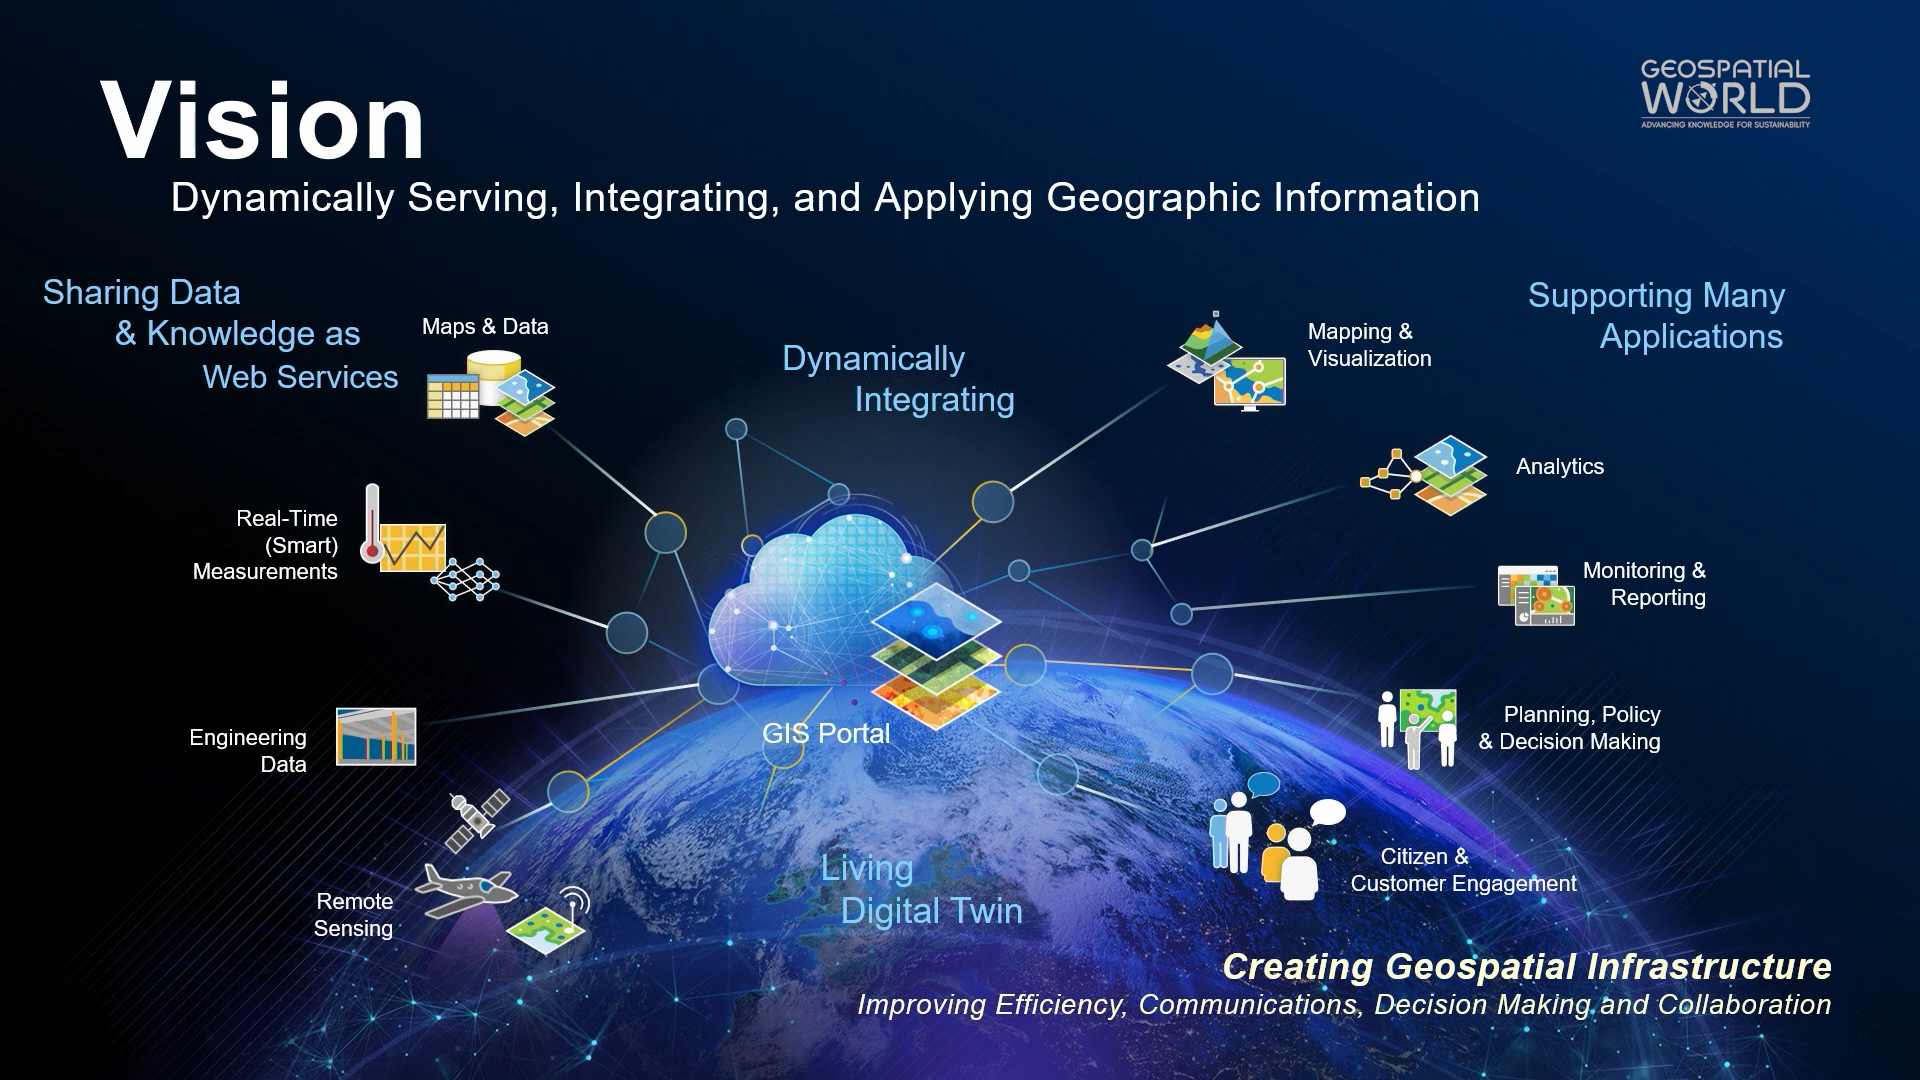 Vision
GEOSPATIAL
WORLD
ADVANCING KNOWLEDGE FOR SUSTAINABILITY
Dynamically Serving, Integrating, and Applying Geographic Information
Sharing Data
& Knowledge as
Web Services
Maps & Data
Real-Time
(Smart)
Measurements
Engineering
Data
Remote
Sensing
Dynamically
Integrating
GIS Portal
Living
Digital Twin
Supporting Many
Applications
Mapping &
Visualization
Analytics
Monitoring &
Reporting
Planning, Policy
& Decision Making
Citizen &
Customer Engagement
Creating Geospatial Infrastructure
Improving Efficiency, Communications, Decision Making and Collaboration